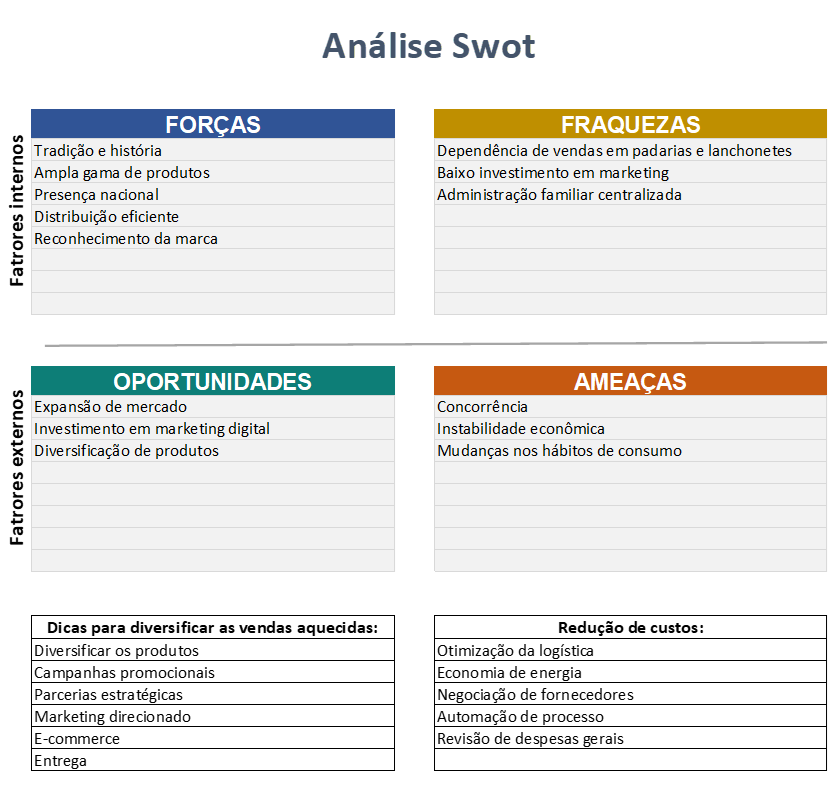 Análise Swot
Fatrores internos
FORÇAS
Tradição e história
Ampla gama de produtos
Presença nacional
Distribuição eficiente
Reconhecimento da marca
FRAQUEZAS
Dependência de vendas em padarias e lanchonetes
Baixo investimento em marketing
Administração familiar centralizada
Fatrores externos
OPORTUNIDADES
Expansão de mercado
Investimento em marketing digital
Diversificação de produtos
AMEAÇAS
Concorrência
Instabilidade econômica
Mudanças nos hábitos de consumo
Dicas para diversificar as vendas aquecidas:
Diversificar os produtos
Campanhas promocionais
Parcerias estratégicas
Marketing direcionado
E-commerce
Entrega
Redução de custos:
Otimização da logística
Economia de energia
Negociação de fornecedores
Automação de processo
Revisão de despesas gerais